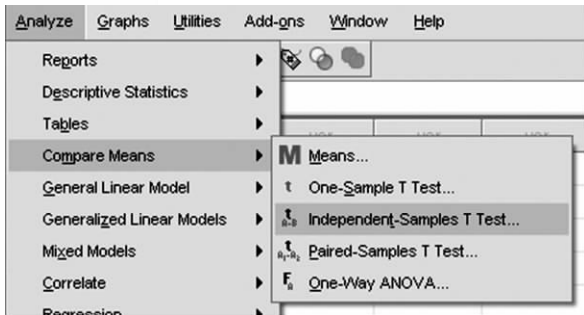 Analyze Graphs Utilities Add-ons Window Help
Reports
Descriptive Statistics
Tables
Compare Means
General Linear Model
Generalized Linear Models
Mixed Models
Correlate
Regression
M Means...
t One-Sample T Test...
Independent-Samples T Test...
Paired-Samples T Test...
One-Way ANOVA...